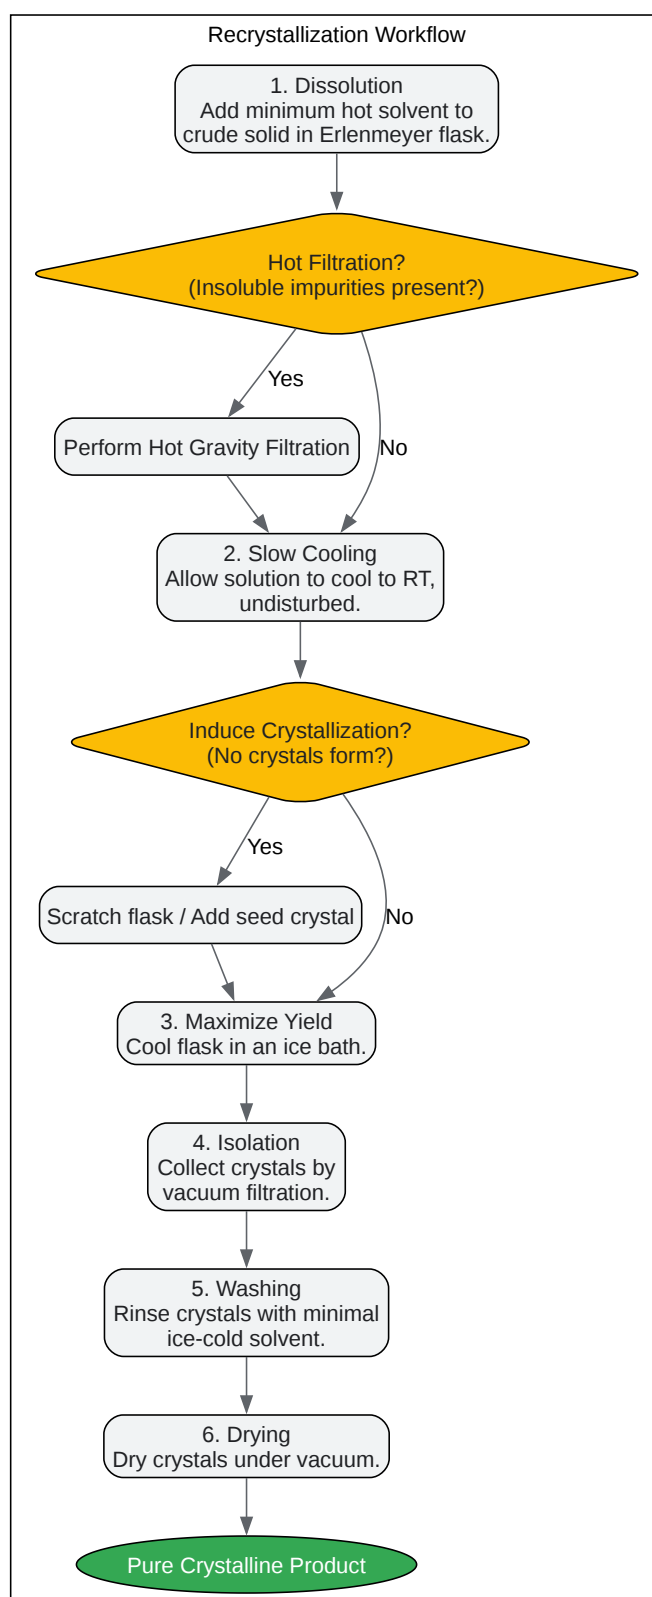 Recrystallization Workflow
1. Dissolution
Add minimum hot solvent to
crude solid in Erlenmeyer flask.
Hot Filtration?
(Insoluble impurities present?)
Yes
Perform Hot Gravity Filtration
No
2. Slow Cooling
Allow solution to cool to RT,
undisturbed.
Induce Crystallization?
(No crystals form?)
Yes
Scratch flask / Add seed crystal
No
3. Maximize Yield
Cool flask in an ice bath.
4. Isolation
Collect crystals by
vacuum filtration.
5. Washing
Rinse crystals with minimal
ice-cold solvent.
6. Drying
Dry crystals under vacuum.
Pure Crystalline Product